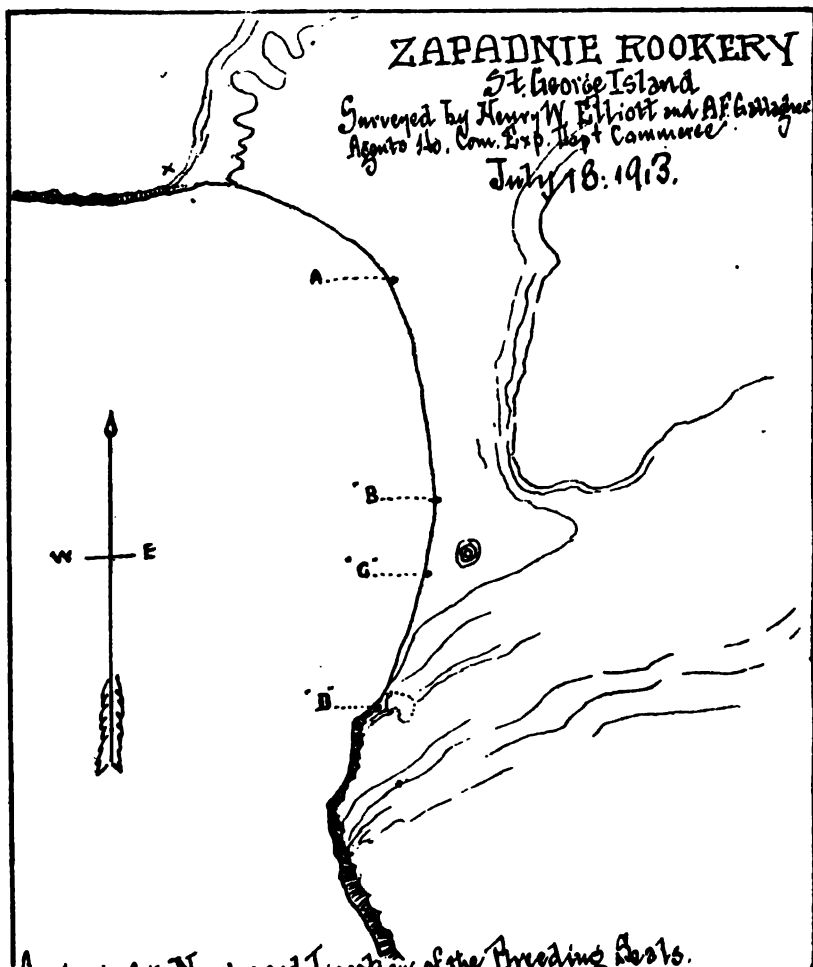 ZAPADNIE ROOKERY
St. George Island
Surveyed by Henry W. Elliott and A.F. Gallagher
Agents Ho. Com. Exp. Dep't Commerce
July 18: 1913.
A
"B
"C"
W E
"D"
of the Breeding Seals.